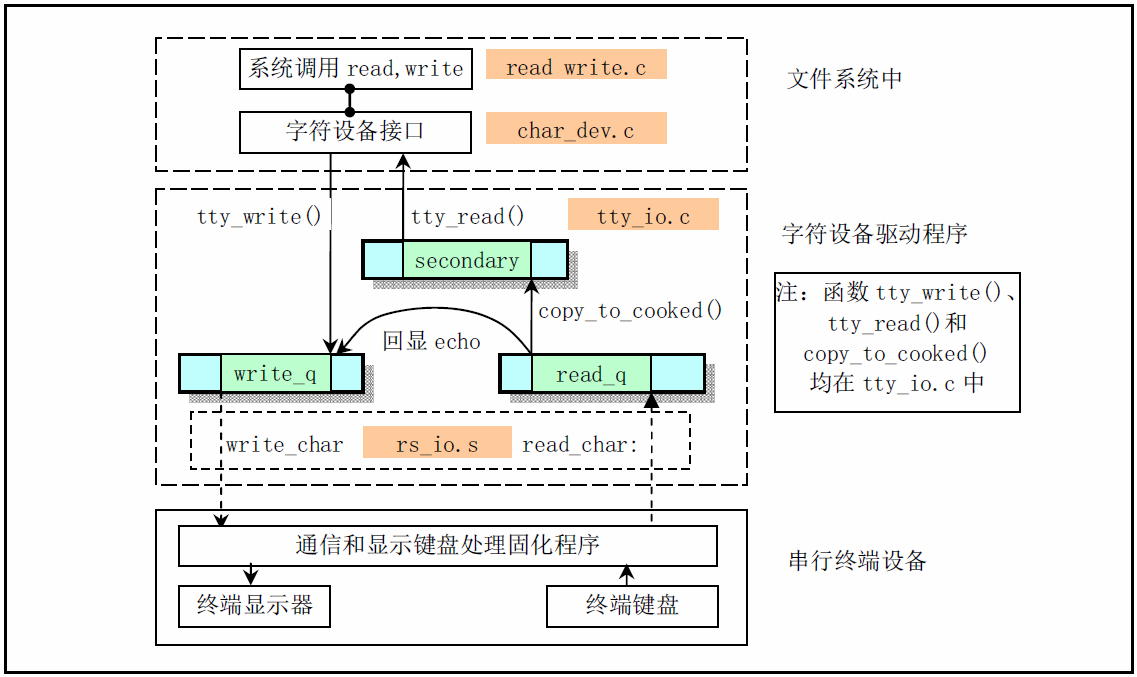 系统调用 read,write
read write.c
文件系统中
字符设备接口
char_dev.c
tty_write()
tty_read()
tty_io.c
字符设备驱动程序
secondary
注：函数 tty_write()、
tty_read()和
copy_to_cooked()
均在 tty_io.c 中
copy_to_cooked()
回显 echo
write_q
read_q
write_char
rs_io.s
read_char:
通信和显示键盘处理固化程序
串行终端设备
终端显示器
终端键盘